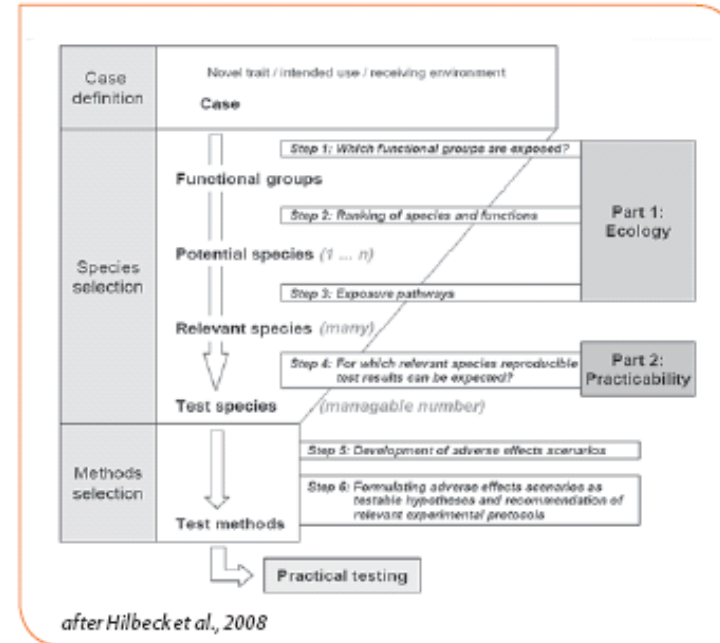 Case
definition
Novel trait / intended use / receiving environment
Case
Species
selection
Step 1: Which functional groups are exposed?
Functional groups
Step 2: Ranking of species and functions
Potential species (1 ... n)
Step 3: Exposure pathways
Relevant species (many)
Part 1:
Ecology
Step 4: For which relevant species reproducible
test results can be expected?
Part 2:
Practicability
Test species (managable number)
Methods
selection
Step 5: Development of adverse effects scenarios
Step 6: Formulating adverse effects scenarios as
testable hypotheses and recommendation of
relevant experimental protocols
Test methods
Practical testing
after Hilbeck et al., 2008